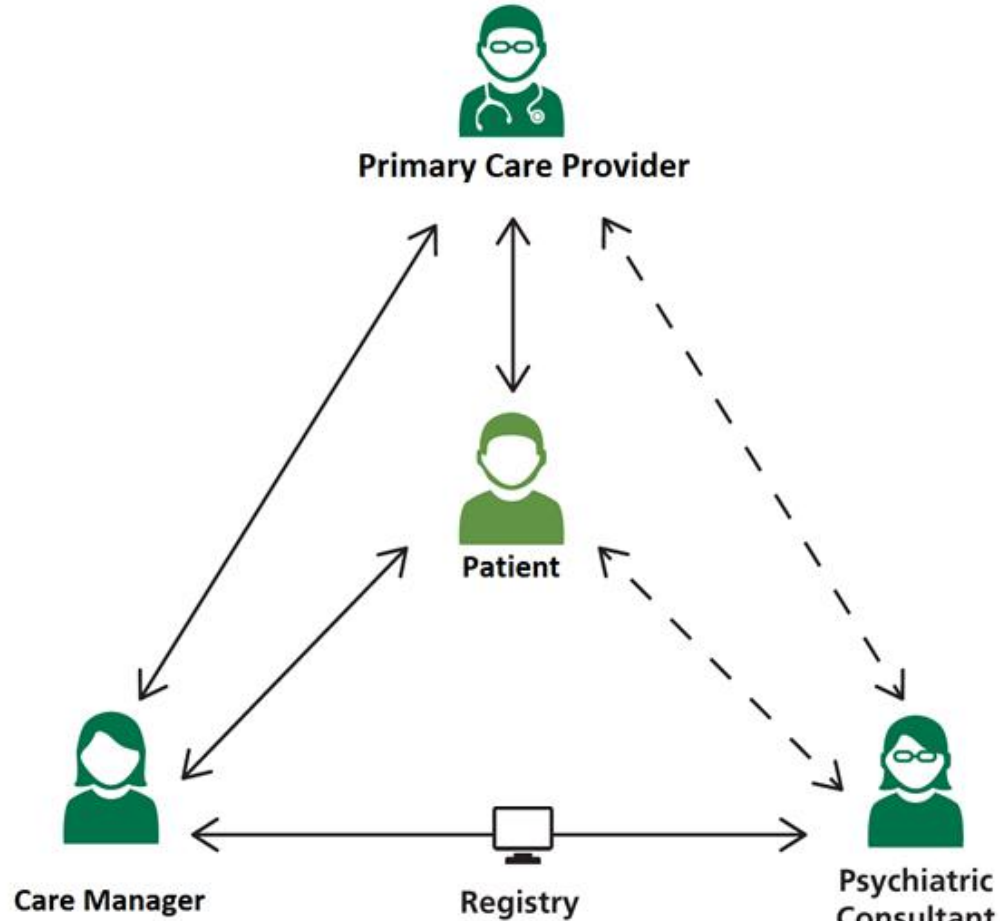 Primary Care Provider
Patient
Care Manager
Registry
Psychiatric
Consultant